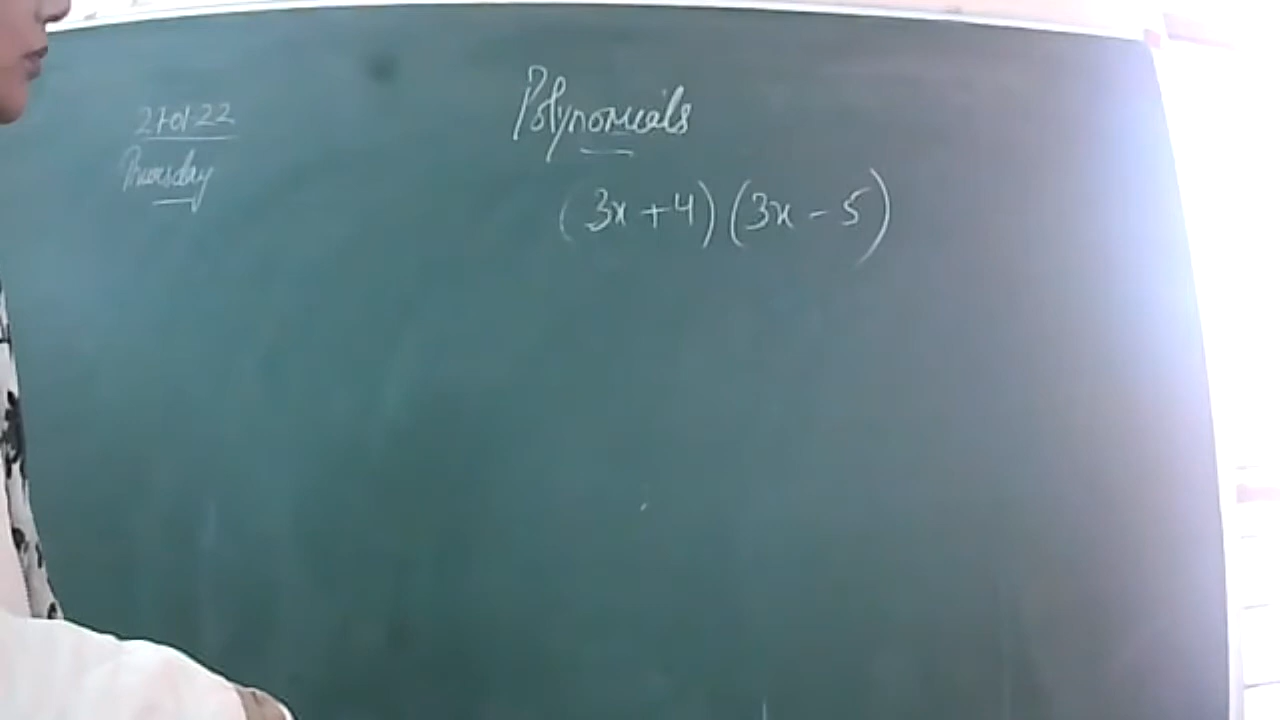 27-01-22
Thursday
Polynomials
(3x + 4) (3x - 5)